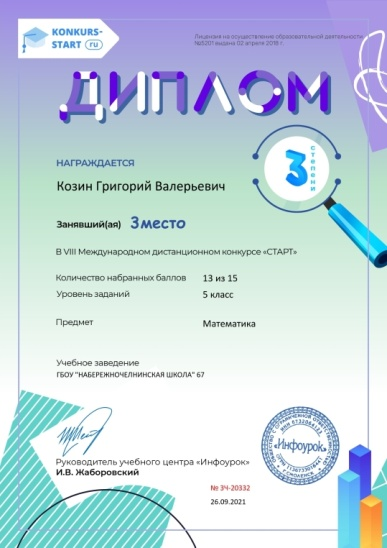 KONKURS-
START ru
Лицензия на осуществление образовательной деятельности
№5201 выдана 02 апреля 2018 г.
ДИПЛОМ
3
степени
НАГРАЖДАЕТСЯ
Козин Григорий Валерьевич
Занявший(ая) 3место
В VIII Международном дистанционном конкурсе «СТАРТ»
Количество набранных баллов 13 из 15
Уровень заданий 5 класс
Предмет Математика
Учебное заведение
ГБОУ "НАБЕРЕЖНОЧЕЛНИНСКАЯ ШКОЛА" 67
Руководитель учебного центра «Инфоурок»
И.В. Жаборовский
«Инфоурок»
№ 3Ч-20332
26.09.2021